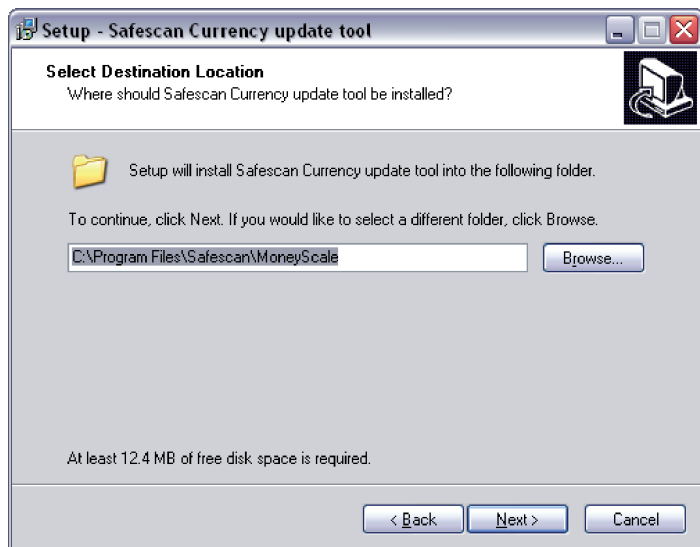 Setup - Safescan Currency update tool
Select Destination Location
Where should Safescan Currency update tool be installed?
Setup will install Safescan Currency update tool into the following folder.
To continue, click Next. If you would like to select a different folder, click Browse.
C:\Program Files\Safescan\MoneyScale
Browse...
At least 12.4 MB of free disk space is required.
< Back
Next >
Cancel